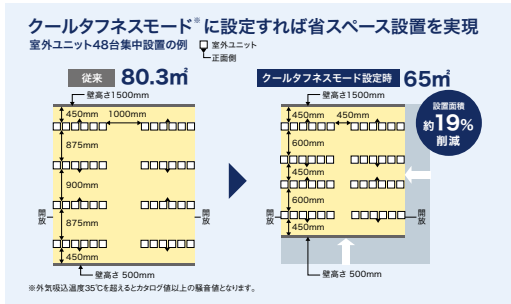 クールタフネスモード※に設定すれば省スペース設置を実現
室外ユニット48台集中設置の例
室外ユニット
正面側
従来 80.3㎡
壁高さ1500mm
450mm
1000mm
875mm
900mm
875mm
450mm
開放
開放
壁高さ 500mm
クールタフネスモード設定時 65㎡
壁高さ1500mm
設置面積
約19%
削減
450mm
450mm
600mm
450mm
600mm
450mm
開放
開放
壁高さ 500mm
※外気吸込温度35℃を超えるとカタログ値以上の騒音値となります。